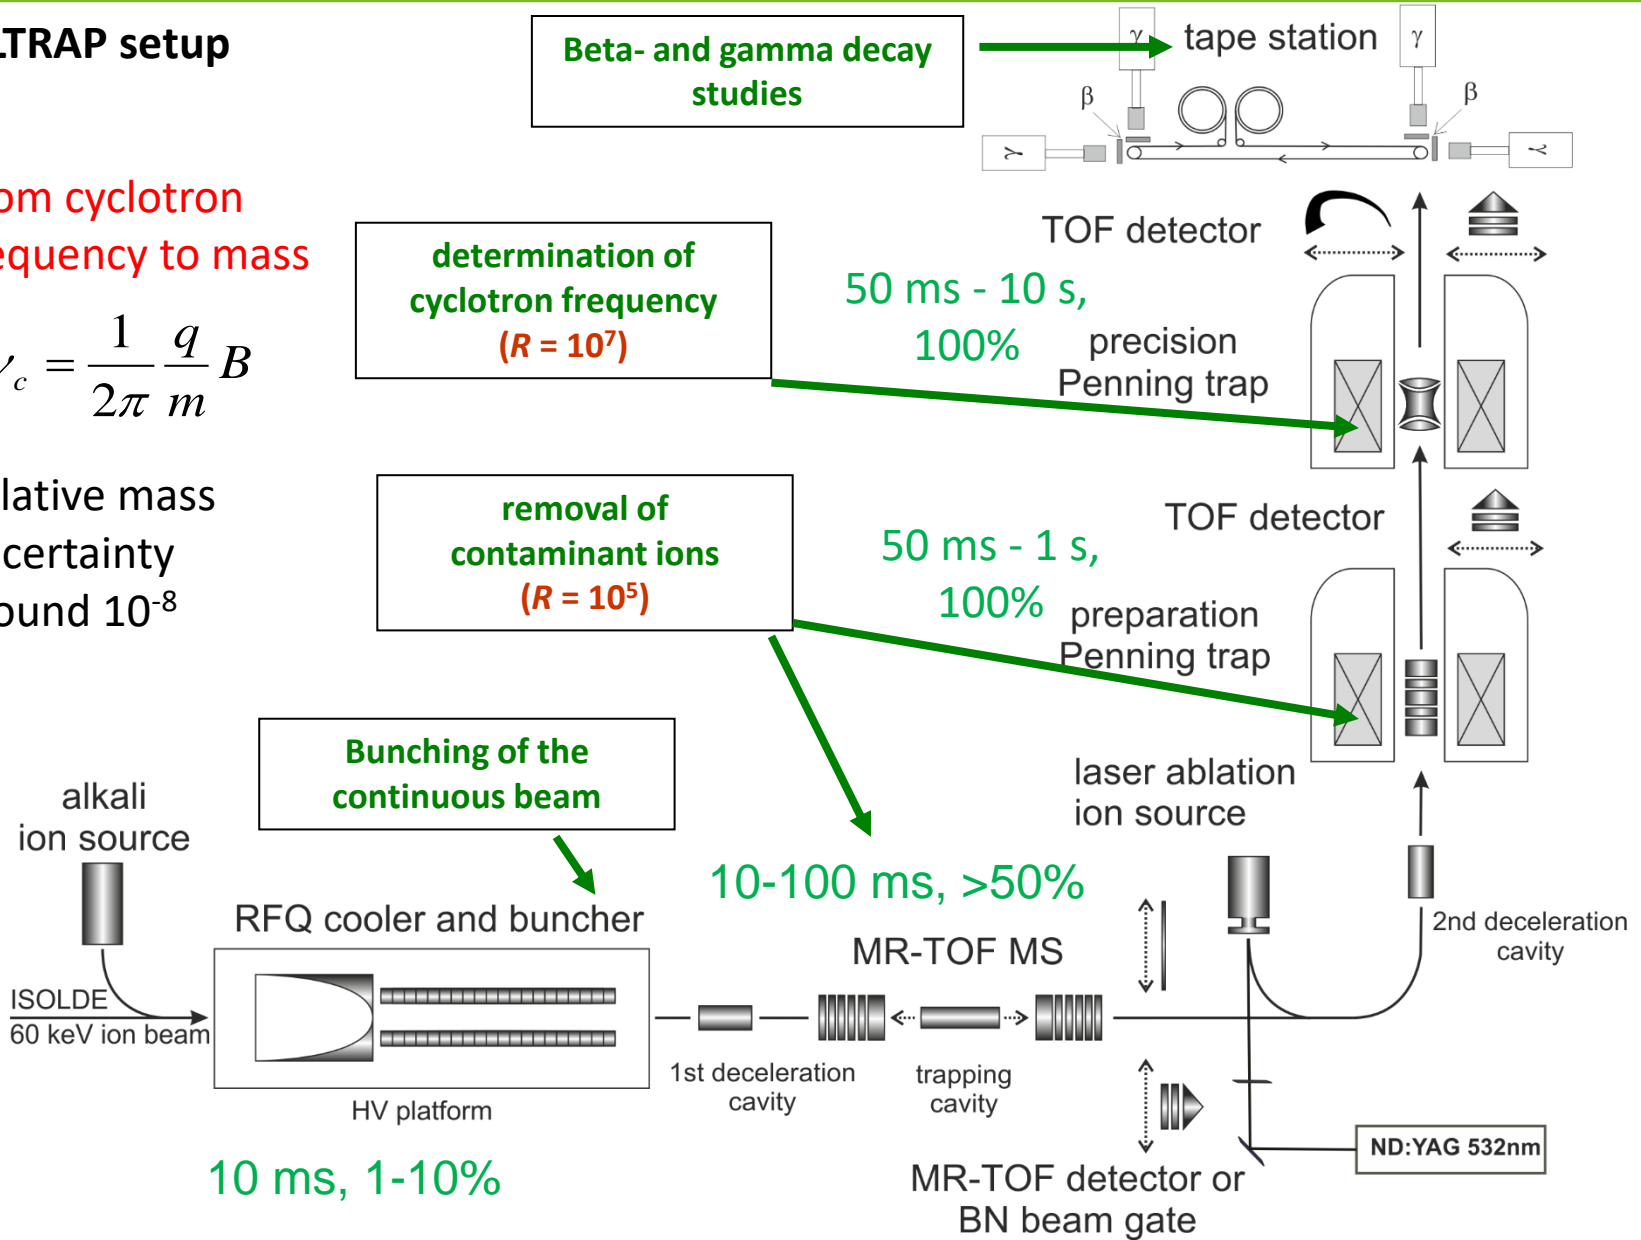 LTRAP setup
Beta- and gamma decay
studies
γ
tape station
γ
β
β
γ
γ
om cyclotron
equency to mass
ν_c = 1/2π q/m B
lative mass
certainty
ound 10⁻⁸
determination of
cyclotron frequency
(R = 10⁷)
50 ms - 10 s,
100%
TOF detector
precision
Penning trap
removal of
contaminant ions
(R = 10⁵)
50 ms - 1 s,
100%
TOF detector
preparation
Penning trap
Bunching of the
continuous beam
alkali
ion source
laser ablation
ion source
10-100 ms, >50%
RFQ cooler and buncher
MR-TOF MS
2nd deceleration
cavity
ISOLDE
60 keV ion beam
1st deceleration
cavity
trapping
cavity
HV platform
ND:YAG 532nm
10 ms, 1-10%
MR-TOF detector or
BN beam gate